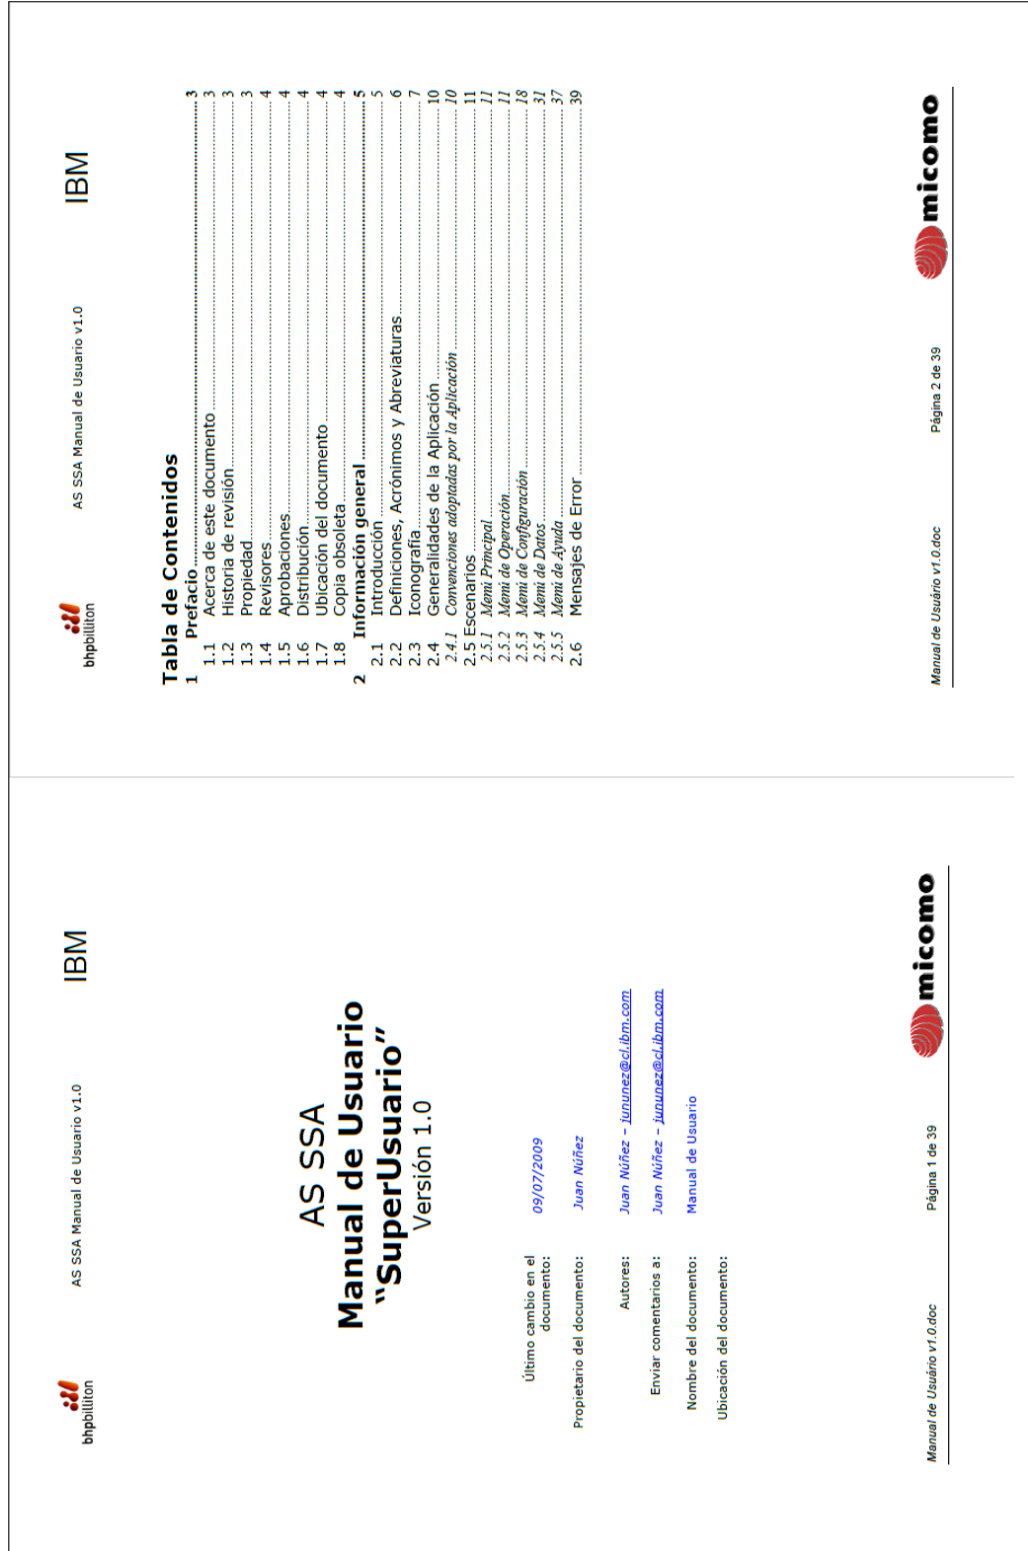 bhpbilliton
AS SSA Manual de Usuario v1.0
IBM
AS SSA
Manual de Usuario
“SuperUsuario”
Versión 1.0
Último cambio en el documento: 09/07/2009
Propietario del documento: Juan Núñez
Autores: Juan Núñez – jununez@cl.ibm.com
Enviar comentarios a: Juan Núñez – jununez@cl.ibm.com
Nombre del documento: Manual de Usuario
Ubicación del documento:
Manual de Usuário v1.0.doc
Página 1 de 39
micomo
bhpbilliton
AS SSA Manual de Usuario v1.0
IBM
Tabla de Contenidos
1 Prefacio 3
1.1 Acerca de este documento 3
1.2 Historia de revisión 3
1.3 Propiedad 3
1.4 Revisores 4
1.5 Aprobaciones 4
1.6 Distribución 4
1.7 Ubicación del documento 4
1.8 Copia obsoleta 4
2 Información general 5
2.1 Introducción 5
2.2 Definiciones, Acrónimos y Abreviaturas 6
2.3 Iconografía 7
2.4 Generalidades de la Aplicación 10
2.4.1 Convenciones adoptadas por la Aplicación 10
2.5 Escenarios 11
2.5.1 Menú Principal 11
2.5.2 Menú de Operación 11
2.5.3 Menú de Configuración 18
2.5.4 Menú de Datos 31
2.5.5 Menú de Ayuda 37
2.6 Mensajes de Error 39
Manual de Usuário v1.0.doc
Página 2 de 39
micomo